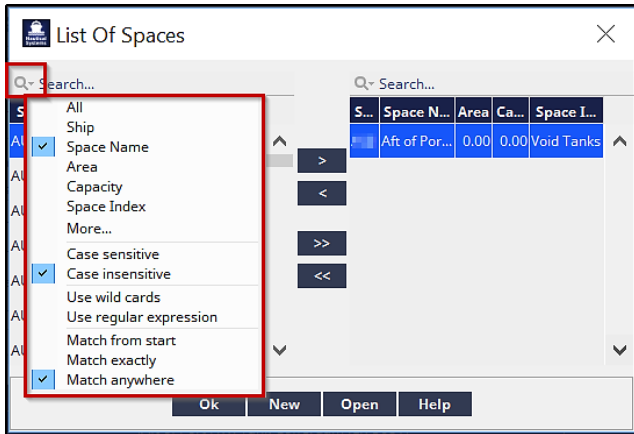 Nautical
Systems
List Of Spaces
Search...
Search...
All
Ship
Space Name
Area
Capacity
Space Index
More...
Case sensitive
Case insensitive
Use wild cards
Use regular expression
Match from start
Match exactly
Match anywhere
S... Space N... Area Ca... Space I...
Aft of Por... 0.00 0.00 Void Tanks
>
<
>>
<<
Ok New Open Help